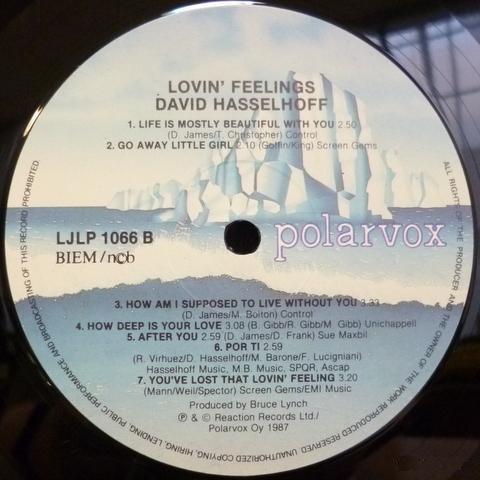 LOVIN' FEELINGS
DAVID HASSELHOFF
1. LIFE IS MOSTLY BEAUTIFUL WITH YOU 2.50
(D. James/T. Christopher) Control
2. GO AWAY LITTLE GIRL 2.10 (Goffin/King) Screen Gems
LJLP 1066 B
BIEM/ncb
polarvox
3. HOW AM I SUPPOSED TO LIVE WITHOUT YOU 3.33
(D. James/M. Bolton) Control
4. HOW DEEP IS YOUR LOVE 3.08 (B. Gibb/R. Gibb/M. Gibb) Unichappell
5. AFTER YOU 2.59 (D. James/D. Frank) Sue Maxbil
6. POR TI 2.59
(R. Virhuez/D. Hasselhoff/M. Barone/F. Lucignani)
Hasselhoff Music, M.B. Music, SPQR, Ascap
7. YOU'VE LOST THAT LOVIN' FEELING 3.20
(Mann/Weil/Spector) Screen Gems/EMI Music
Produced by Bruce Lynch
℗ & © Reaction Records Ltd./
Polarvox Oy 1987
ALL RIGHTS OF THE PRODUCER AND OF THE OWNER OF THE WORK REPRODUCED RESERVED. UNAUTHORIZED COPYING, HIRING, LENDING, PUBLIC PERFORMANCE AND BROADCASTING OF THIS RECORD PROHIBITED